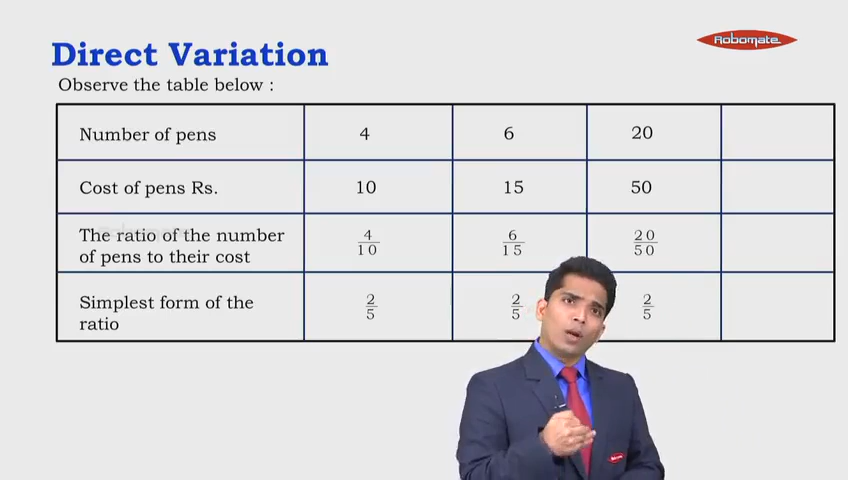 Direct Variation
Robomate
Observe the table below :
Number of pens 4 6 20
Cost of pens Rs. 10 15 50
The ratio of the number of pens to their cost 4/10 6/15 20/50
Simplest form of the ratio 2/5 2/5 2/5